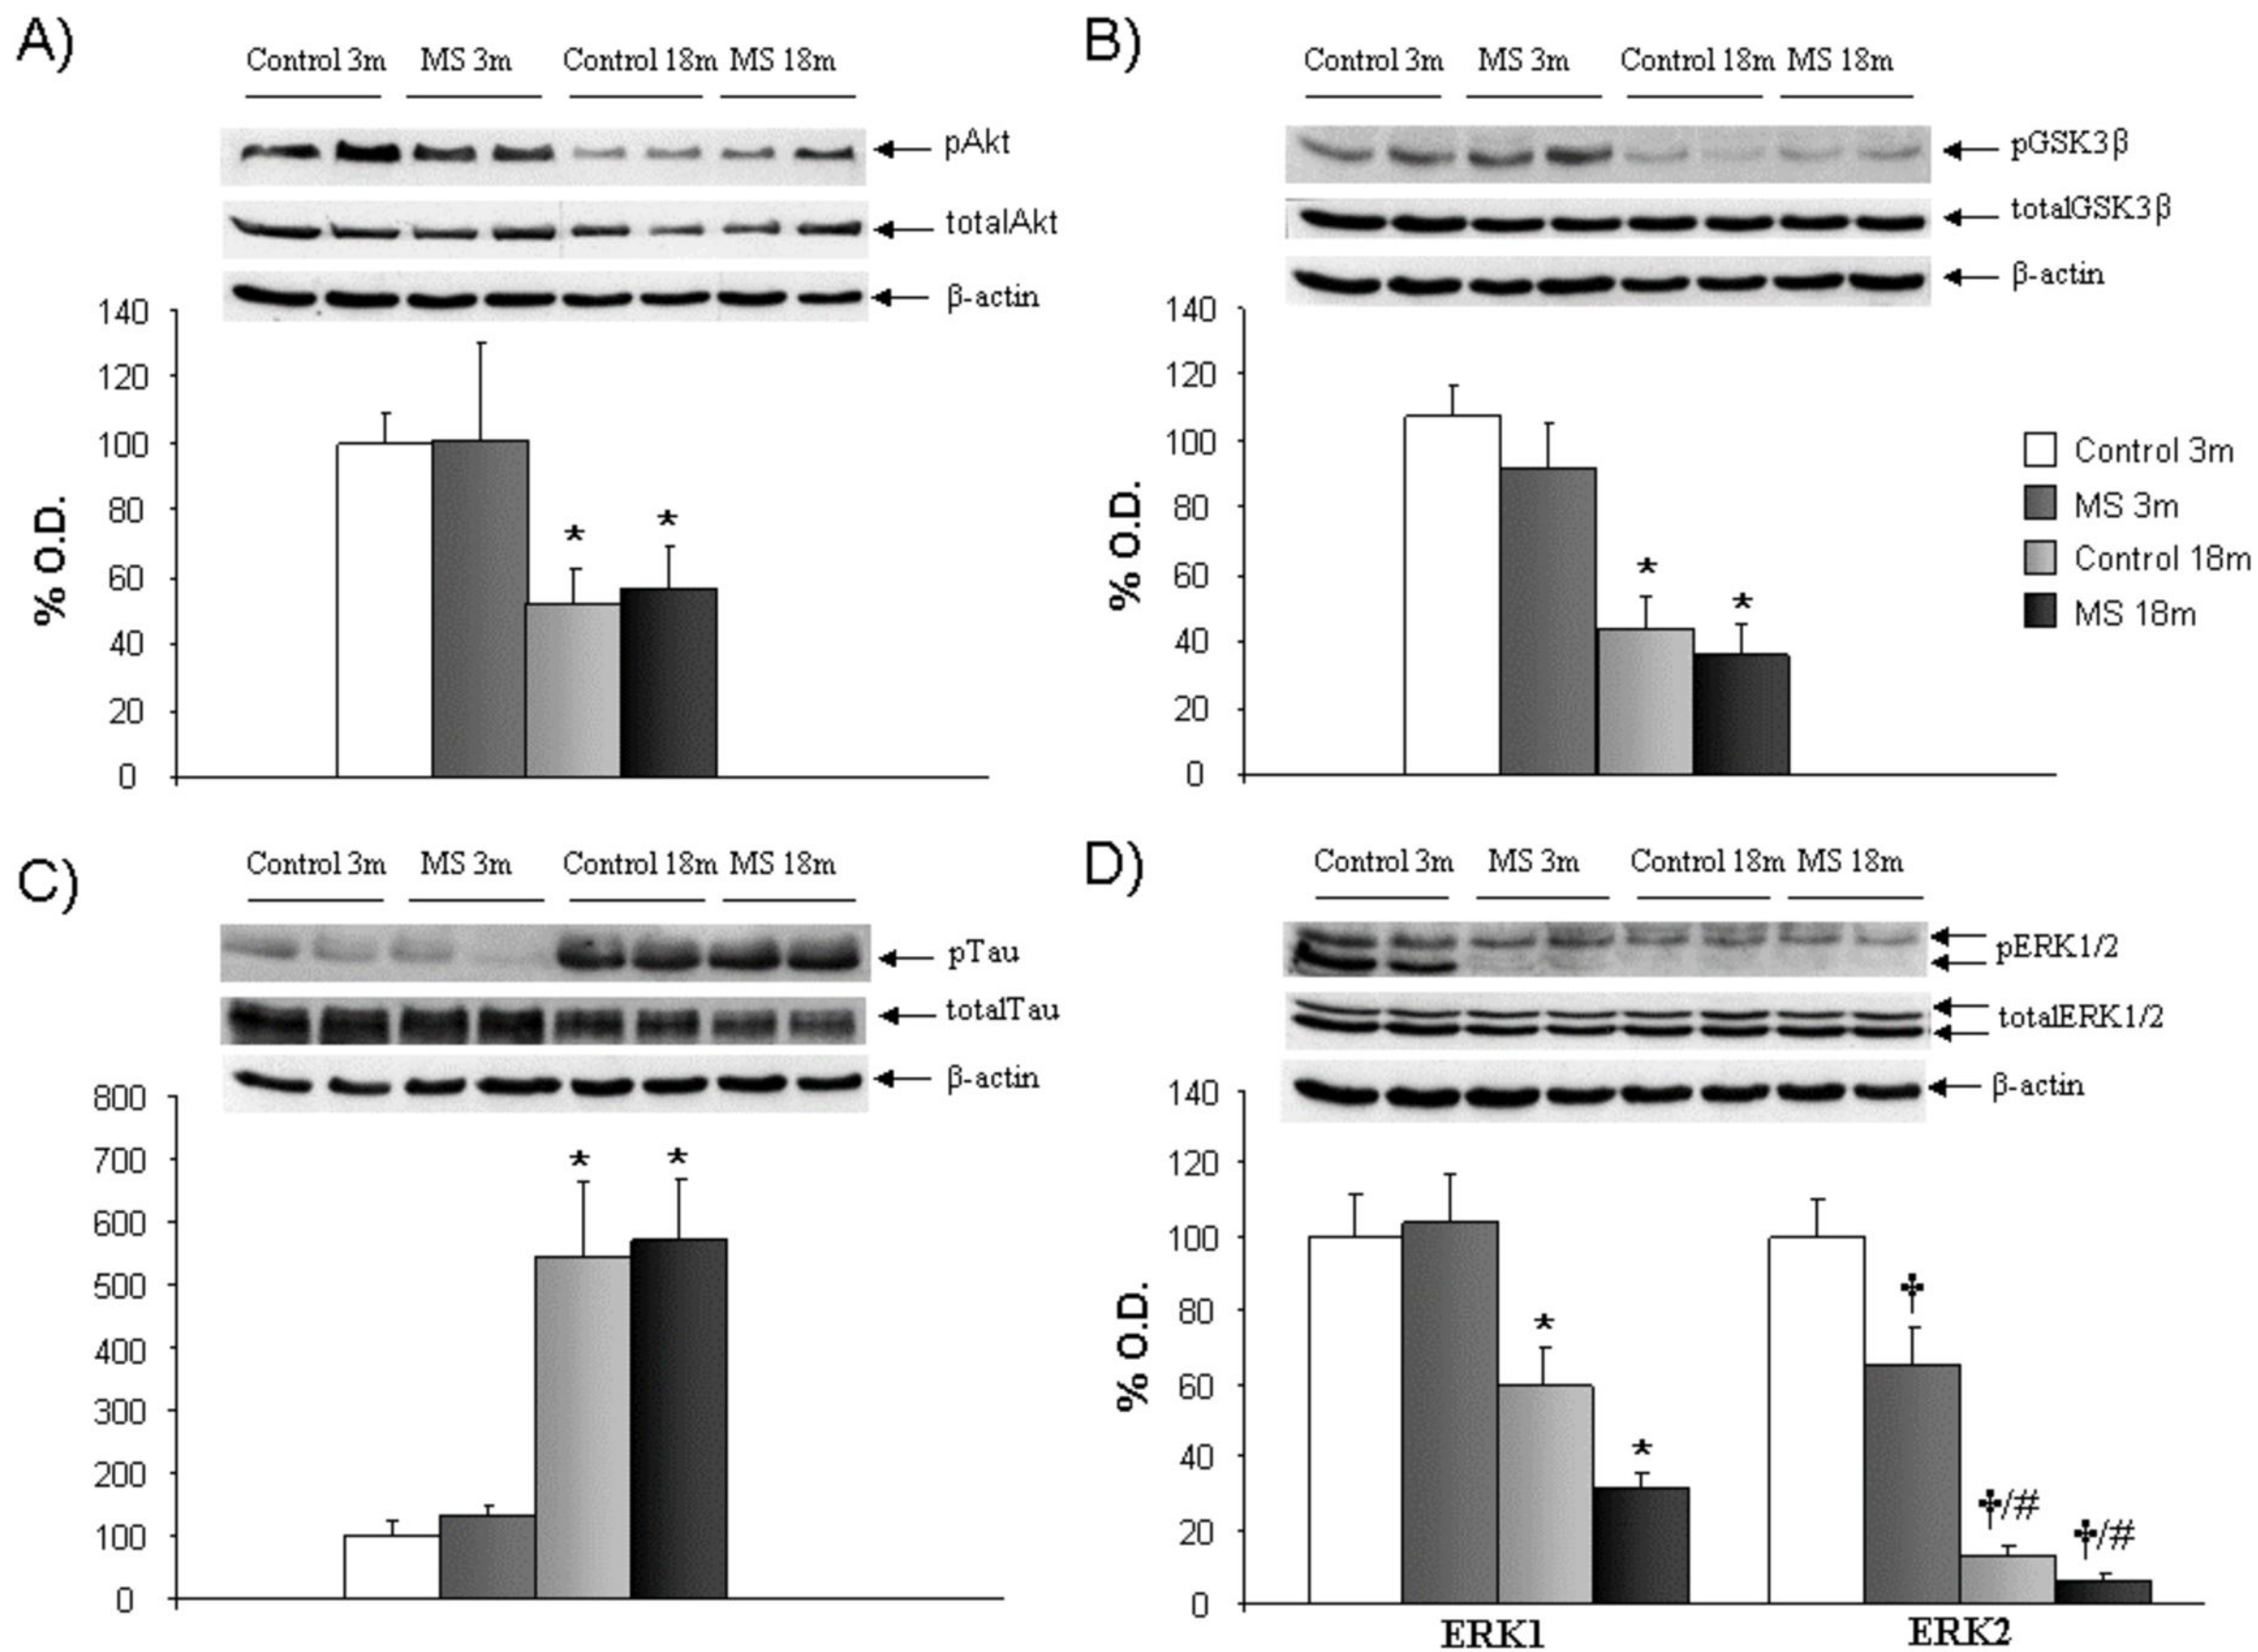 A)
Control 3m MS 3m Control 18m MS 18m
pAkt
totalAkt
β-actin
140
120
100
80
60
40
20
0
% O.D.
* *
B)
Control 3m MS 3m Control 18m MS 18m
pGSK3β
totalGSK3β
β-actin
140
120
100
80
60
40
20
0
% O.D.
* *
Control 3m
MS 3m
Control 18m
MS 18m
C)
Control 3m MS 3m Control 18m MS 18m
pTau
totalTau
β-actin
800
700
600
500
400
300
200
100
0
* *
D)
Control 3m MS 3m Control 18m MS 18m
pERK1/2
totalERK1/2
β-actin
140
120
100
80
60
40
20
0
% O.D.
* *
✣
✣/# ✣/#
ERK1 ERK2